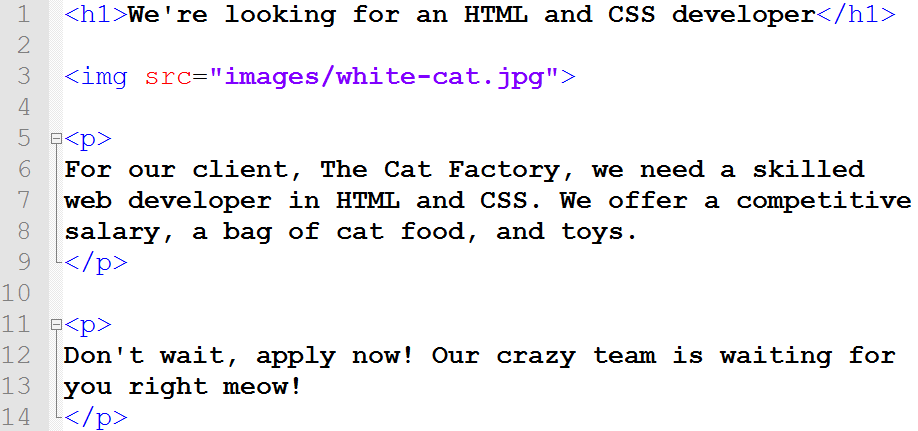 1 <h1>We're looking for an HTML and CSS developer</h1>
2
3 <img src="images/white-cat.jpg">
4
5 <p>
6 For our client, The Cat Factory, we need a skilled
7 web developer in HTML and CSS. We offer a competitive
8 salary, a bag of cat food, and toys.
9 </p>
10
11 <p>
12 Don't wait, apply now! Our crazy team is waiting for
13 you right meow!
14 </p>